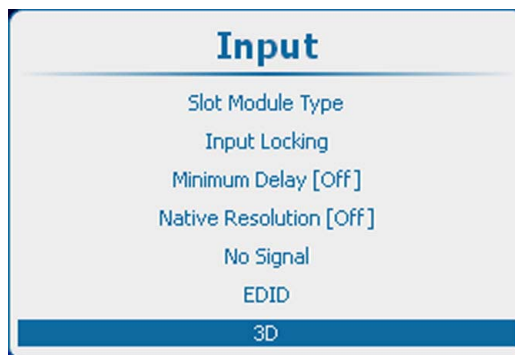 Input
Slot Module Type
Input Locking
Minimum Delay [Off]
Native Resolution [Off]
No Signal
EDID
3D